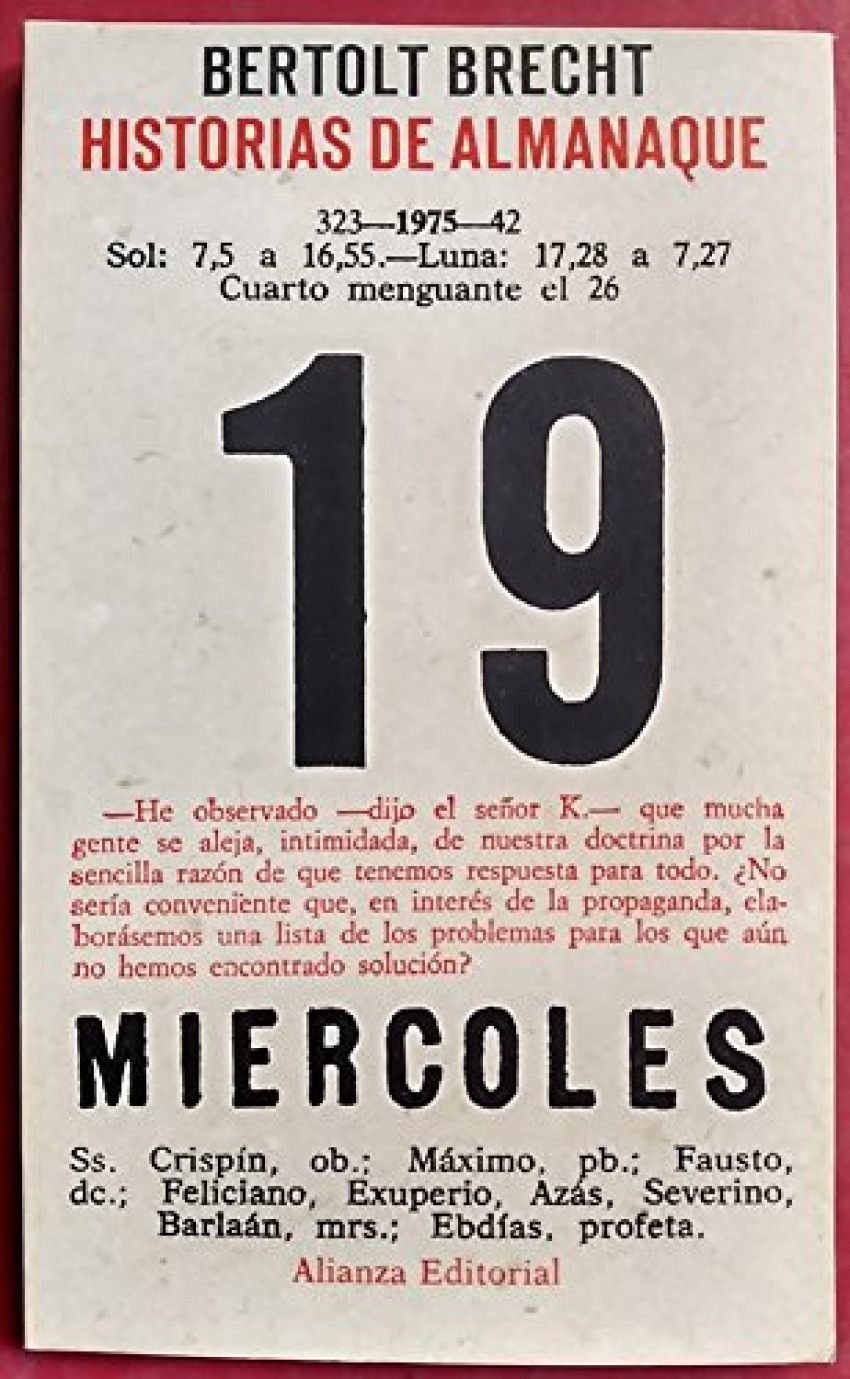 BERTOLT BRECHT
HISTORIAS DE ALMANAQUE
323—1975—42
Sol: 7,5 a 16,55.—Luna: 17,28 a 7,27
Cuarto menguante el 26
19
—He observado —dijo el señor K.— que mucha
gente se aleja, intimidada, de nuestra doctrina por la
sencilla razón de que tenemos respuesta para todo. ¿No
sería conveniente que, en interés de la propaganda, ela-
borásemos una lista de los problemas para los que aún
no hemos encontrado solución?
MIERCOLES
Ss. Crispín, ob.; Máximo, pb.; Fausto,
dc.; Feliciano, Exuperio, Azás, Severino,
Barlaán, mrs.; Ebdías, profeta.
Alianza Editorial